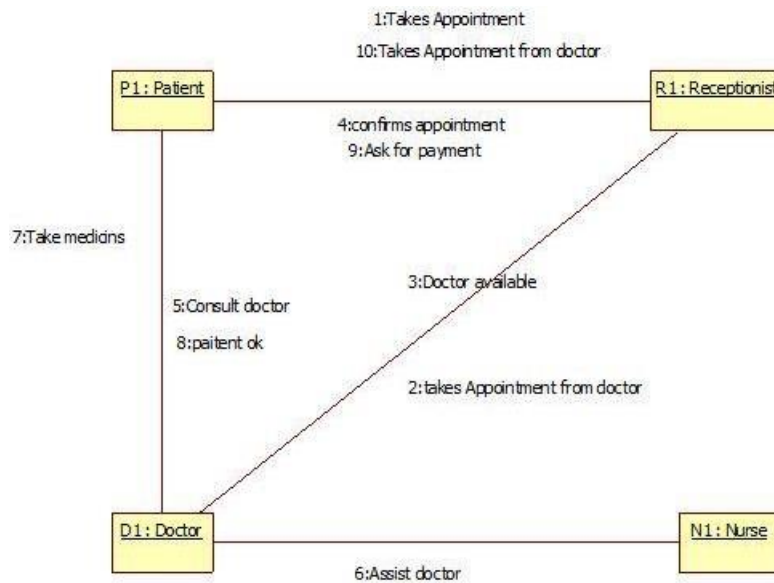 1:Takes Appointment
10:Takes Appointment from doctor
P1: Patient
R1: Receptionist
4:confirms appointment
9:Ask for payment
7:Take medicins
3:Doctor available
5:Consult doctor
8:paitent ok
2:takes Appointment from doctor
D1: Doctor
N1: Nurse
6:Assist doctor